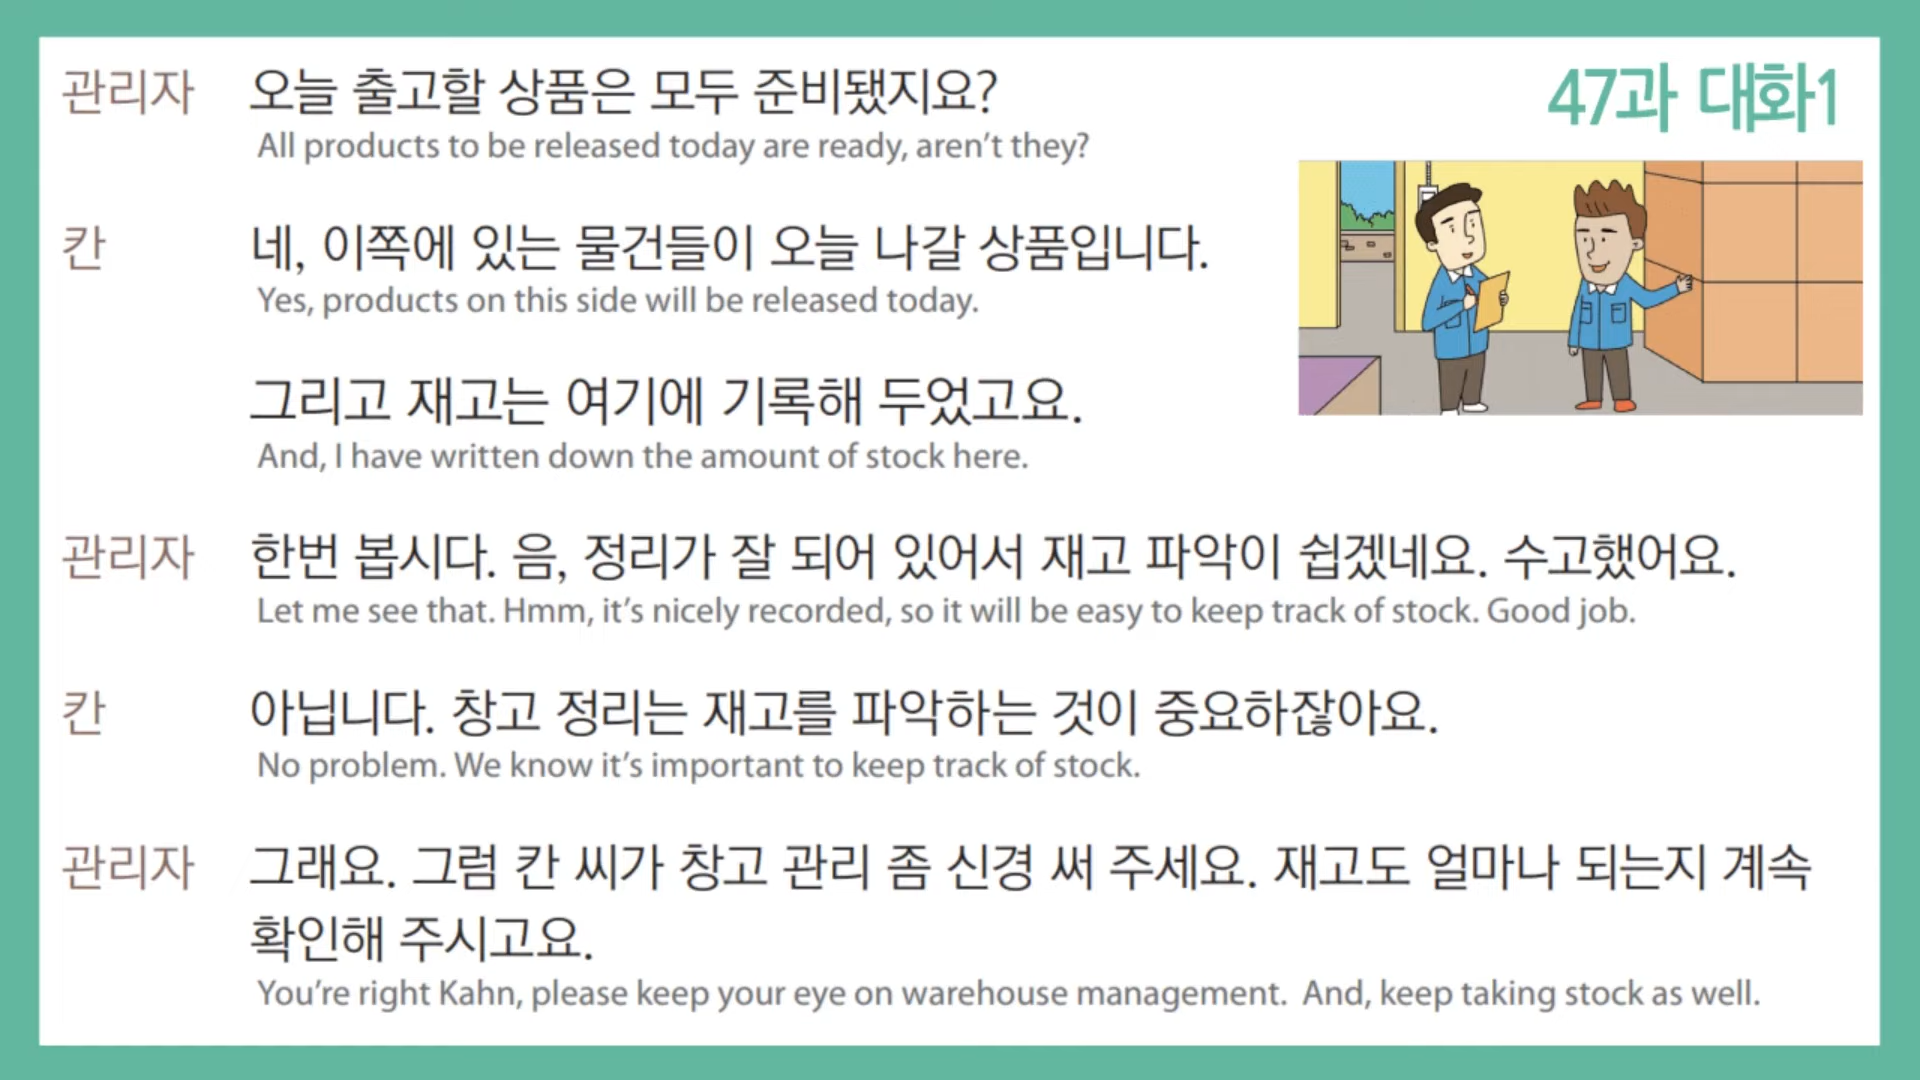 47과 대화1
관리자 오늘 출고할 상품은 모두 준비됐지요?
All products to be released today are ready, aren't they?
칸 네, 이쪽에 있는 물건들이 오늘 나갈 상품입니다.
Yes, products on this side will be released today.
그리고 재고는 여기에 기록해 두었고요.
And, I have written down the amount of stock here.
관리자 한번 봅시다. 음, 정리가 잘 되어 있어서 재고 파악이 쉽겠네요. 수고했어요.
Let me see that. Hmm, it's nicely recorded, so it will be easy to keep track of stock. Good job.
칸 아닙니다. 창고 정리는 재고를 파악하는 것이 중요하잖아요.
No problem. We know it's important to keep track of stock.
관리자 그래요. 그럼 칸 씨가 창고 관리 좀 신경 써 주세요. 재고도 얼마나 되는지 계속
확인해 주시고요.
You're right Kahn, please keep your eye on warehouse management. And, keep taking stock as well.